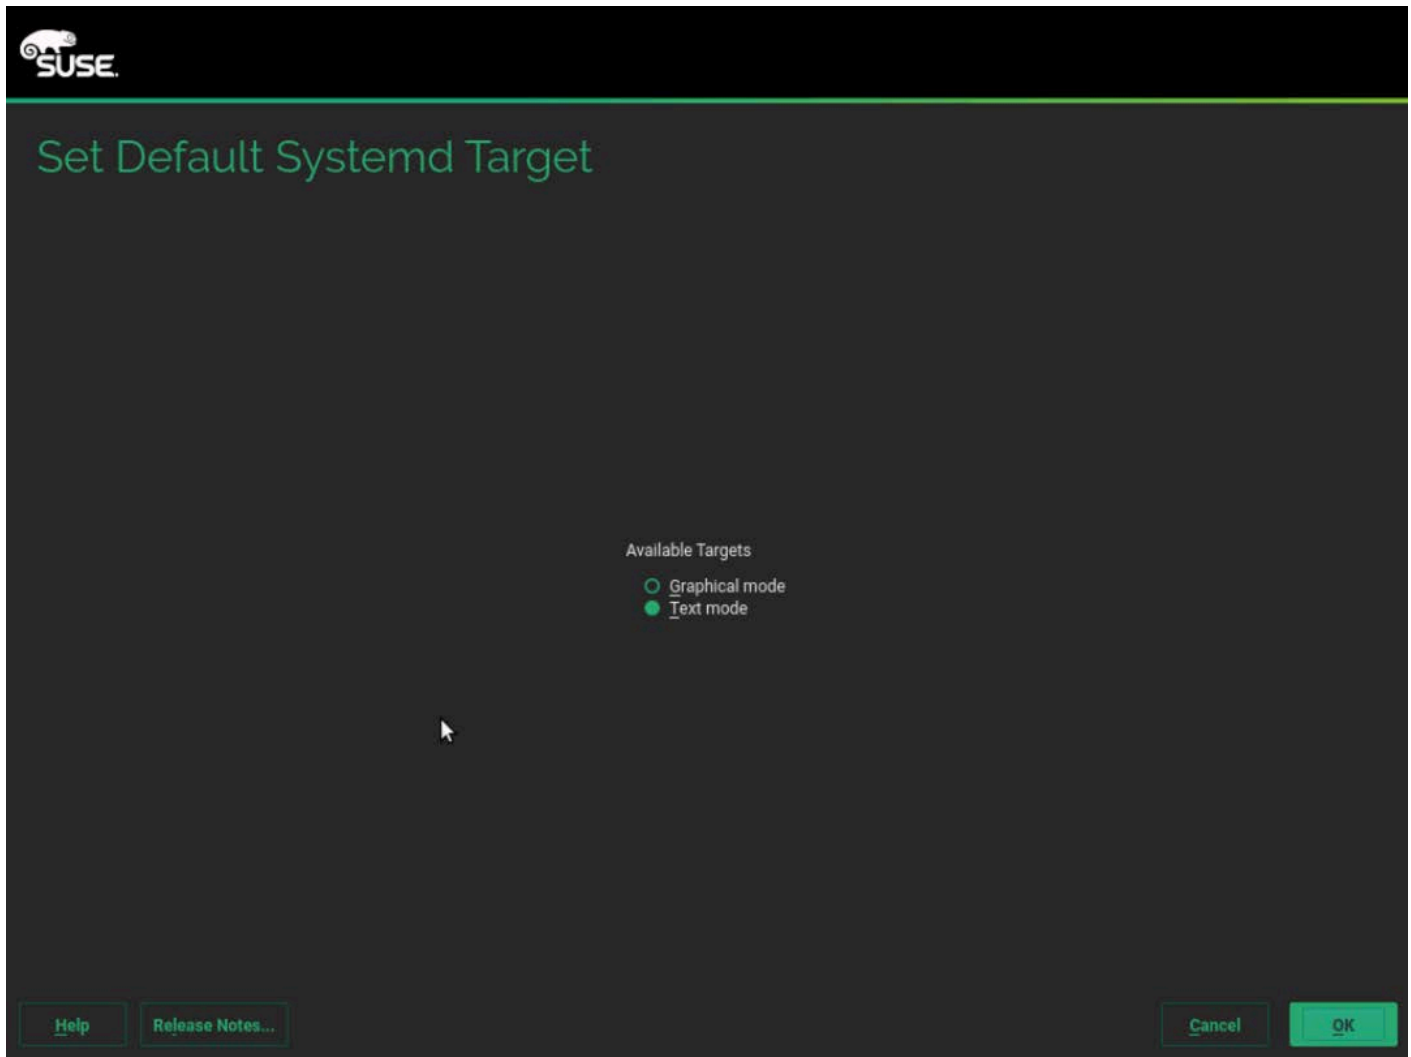 SUSE.
Set Default Systemd Target
Available Targets
Graphical mode
Text mode
Help
Release Notes...
Cancel
OK